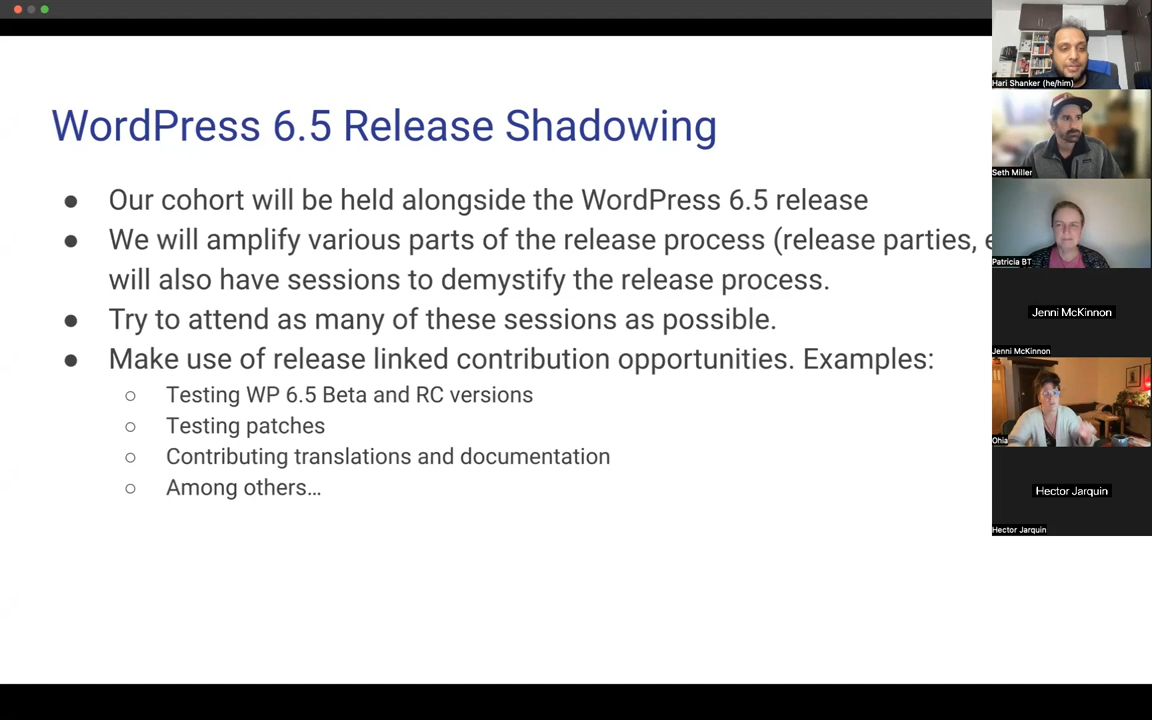 WordPress 6.5 Release Shadowing
● Our cohort will be held alongside the WordPress 6.5 release
● We will amplify various parts of the release process (release parties,
will also have sessions to demystify the release process.
● Try to attend as many of these sessions as possible.
● Make use of release linked contribution opportunities. Examples:
○ Testing WP 6.5 Beta and RC versions
○ Testing patches
○ Contributing translations and documentation
○ Among others…
Hari Shanker (he/him)
Seth Miller
Patricia BT
Jenni McKinnon
Jenni McKinnon
Ohia
Hector Jarquin
Hector Jarquin